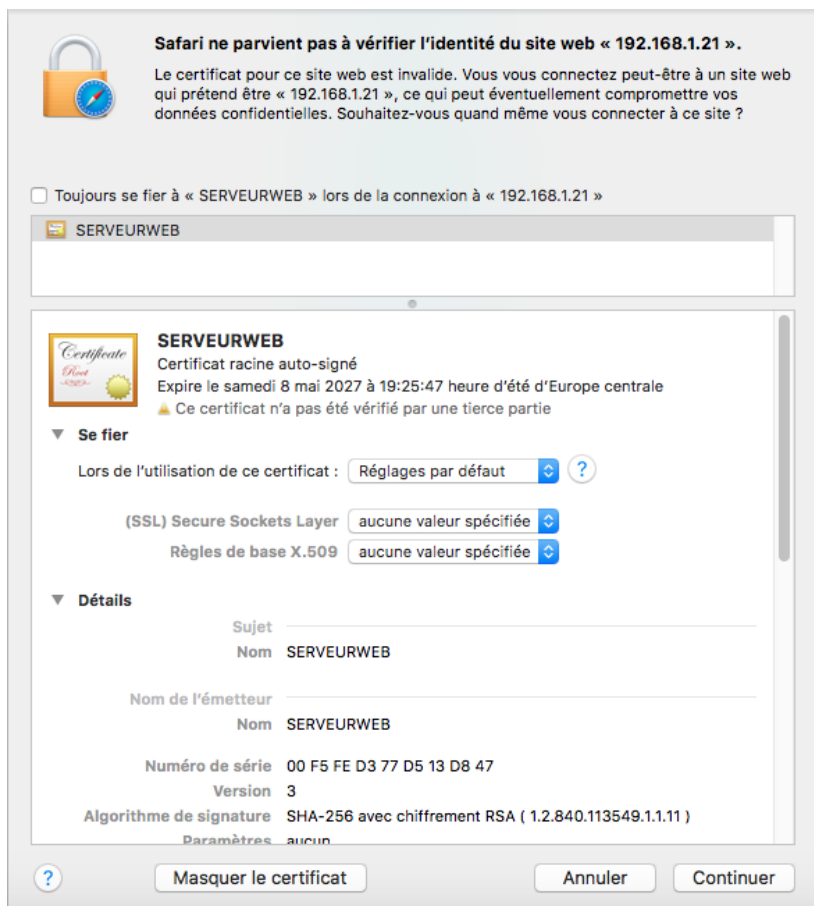 Safari ne parvient pas à vérifier l'identité du site web « 192.168.1.21 ».
Le certificat pour ce site web est invalide. Vous vous connectez peut-être à un site web
qui prétend être « 192.168.1.21 », ce qui peut éventuellement compromettre vos
données confidentielles. Souhaitez-vous quand même vous connecter à ce site ?
Toujours se fier à « SERVEURWEB » lors de la connexion à « 192.168.1.21 »
SERVEURWEB
Certificate
Root
SERVEURWEB
Certificat racine auto-signé
Expire le samedi 8 mai 2027 à 19:25:47 heure d'été d'Europe centrale
Ce certificat n'a pas été vérifié par une tierce partie
Se fier
Lors de l'utilisation de ce certificat : Réglages par défaut ?
(SSL) Secure Sockets Layer aucune valeur spécifiée
Règles de base X.509 aucune valeur spécifiée
Détails
Sujet
Nom SERVEURWEB
Nom de l'émetteur
Nom SERVEURWEB
Numéro de série 00 F5 FE D3 77 D5 13 D8 47
Version 3
Algorithme de signature SHA-256 avec chiffrement RSA ( 1.2.840.113549.1.1.11 )
Paramètres aucun
? Masquer le certificat Annuler Continuer